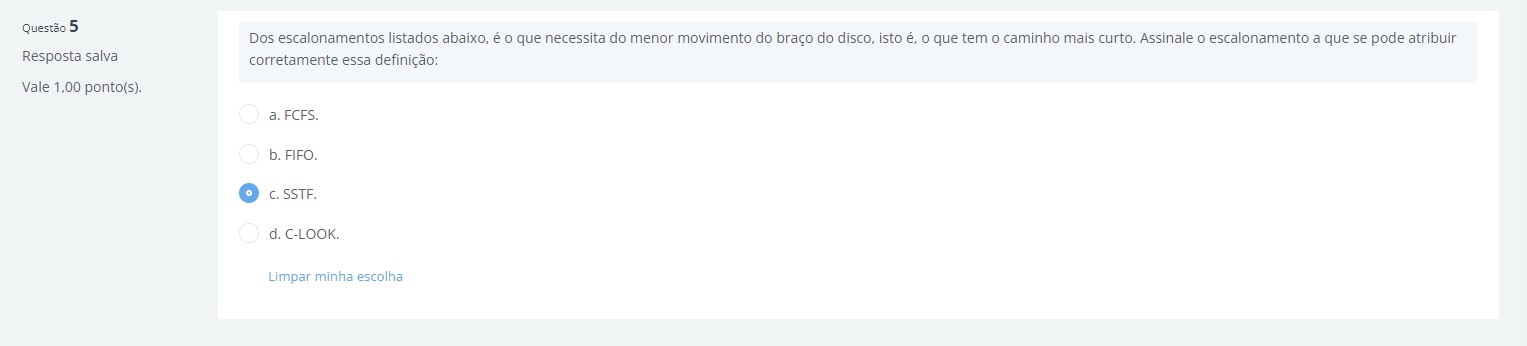 Questão 5
Resposta salva
Vale 1,00 ponto(s).
Dos escalonamentos listados abaixo, é o que necessita do menor movimento do braço do disco, isto é, o que tem o caminho mais curto. Assinale o escalonamento a que se pode atribuir
corretamente essa definição:
a. FCFS.
b. FIFO.
c. SSTF.
d. C-LOOK.
Limpar minha escolha